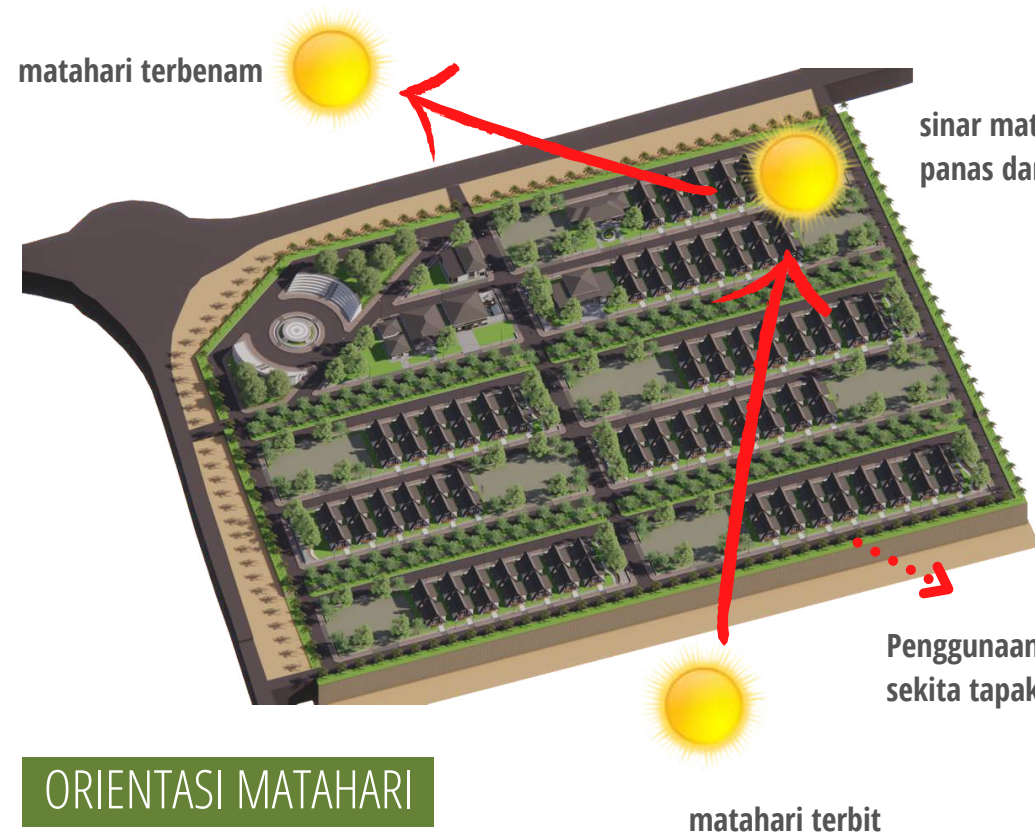 matahari terbenam
sinar mat
panas dar
Penggunaan
sekita tapak
ORIENTASI MATAHARI
matahari terbit